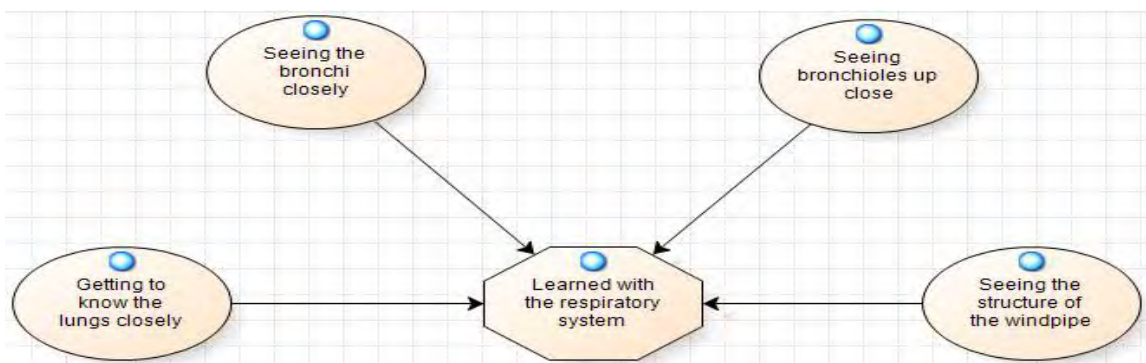 Seeing the
bronchi
closely
Seeing
bronchioles up
close
Getting to
know the
lungs closely
Learned with
the respiratory
system
Seeing the
structure of
the windpipe